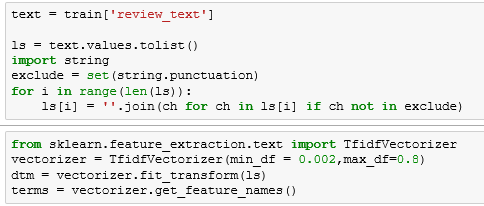 text = train['review_text']
ls = text.values.tolist()
import string
exclude = set(string.punctuation)
for i in range(len(ls)):
    ls[i] = ''.join(ch for ch in ls[i] if ch not in exclude)
from sklearn.feature_extraction.text import TfidfVectorizer
vectorizer = TfidfVectorizer(min_df = 0.002,max_df=0.8)
dtm = vectorizer.fit_transform(ls)
terms = vectorizer.get_feature_names()